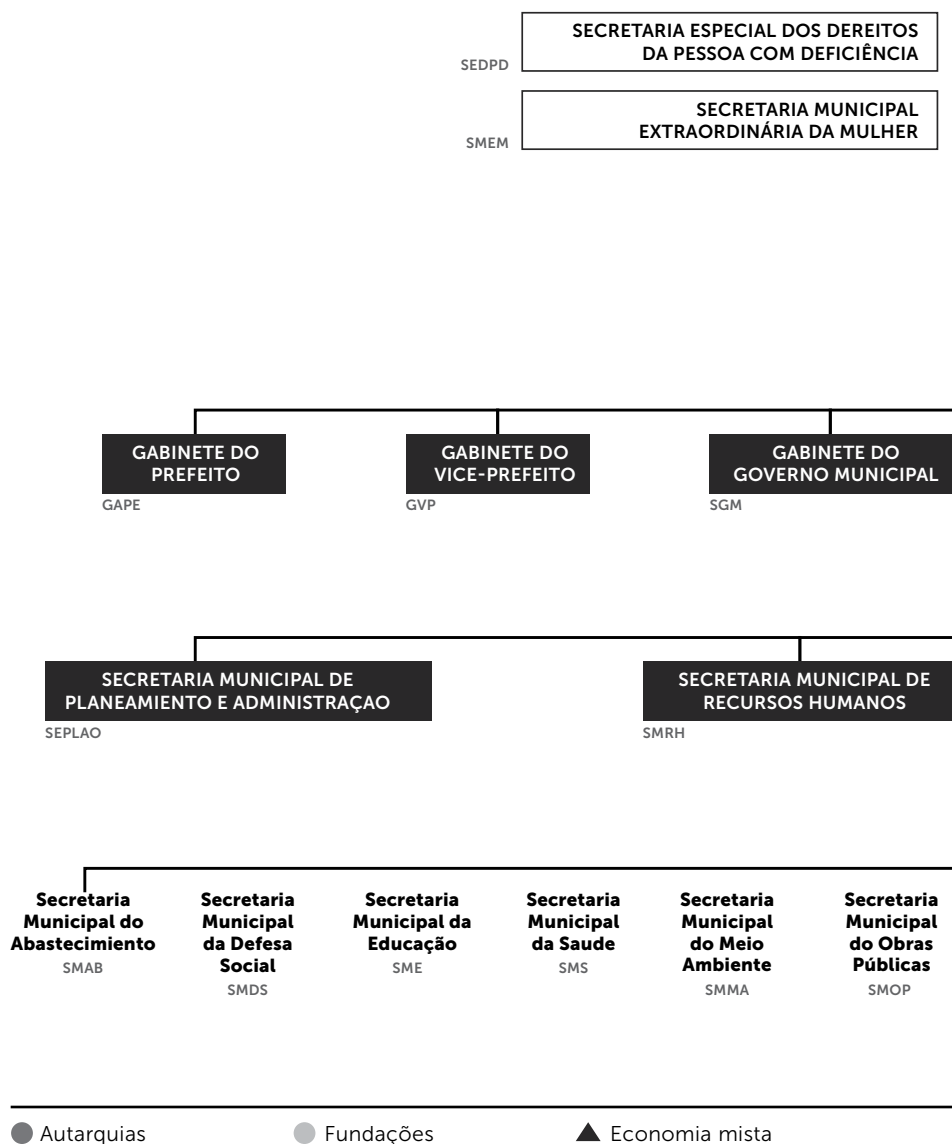 SECRETARIA ESPECIAL DOS DEREITOS
DA PESSOA COM DEFICIÊNCIA
SEDPD
SECRETARIA MUNICIPAL
EXTRAORDINÁRIA DA MULHER
SMEM
GABINETE DO
PREFEITO
GAPE
GABINETE DO
VICE-PREFEITO
GVP
GABINETE DO
GOVERNO MUNICIPAL
SGM
SECRETARIA MUNICIPAL DE
PLANEAMIENTO E ADMINISTRAÇAO
SEPLAO
SECRETARIA MUNICIPAL DE
RECURSOS HUMANOS
SMRH
Secretaria
Municipal do
Abastecimiento
SMAB
Secretaria
Municipal
da Defesa
Social
SMDS
Secretaria
Municipal da
Educação
SME
Secretaria
Municipal
da Saude
SMS
Secretaria
Municipal
do Meio
Ambiente
SMMA
Secretaria
Municipal
do Obras
Públicas
SMOP
Autarquias
Fundações
Economia mista